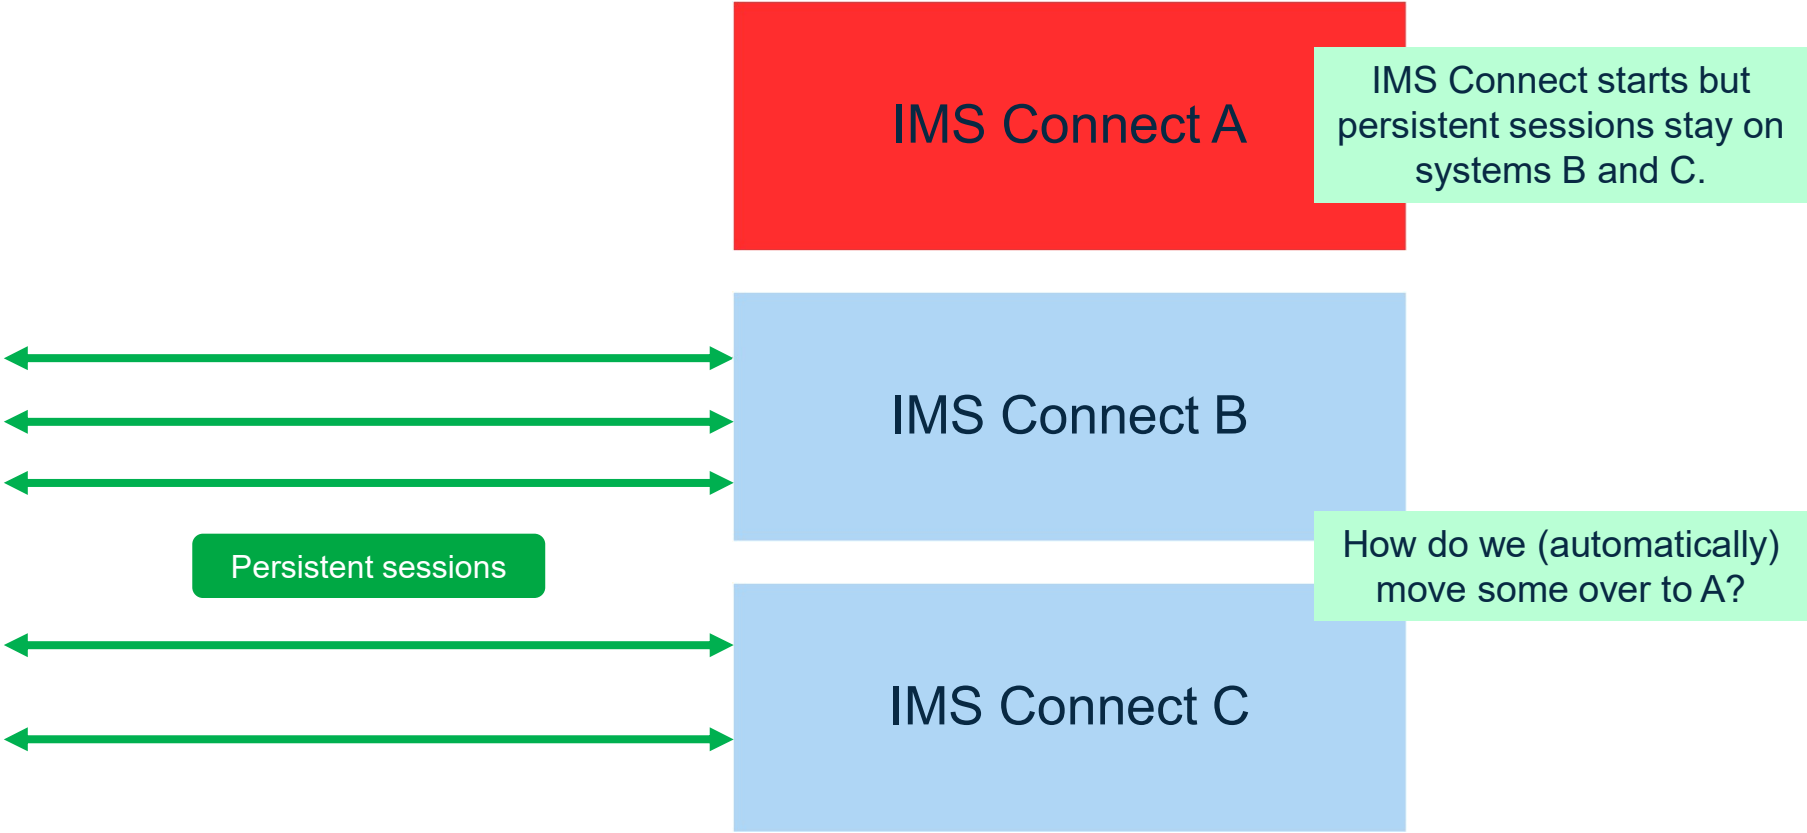 IMS Connect A
IMS Connect starts but
persistent sessions stay on
systems B and C.
IMS Connect B
Persistent sessions
How do we (automatically)
move some over to A?
IMS Connect C